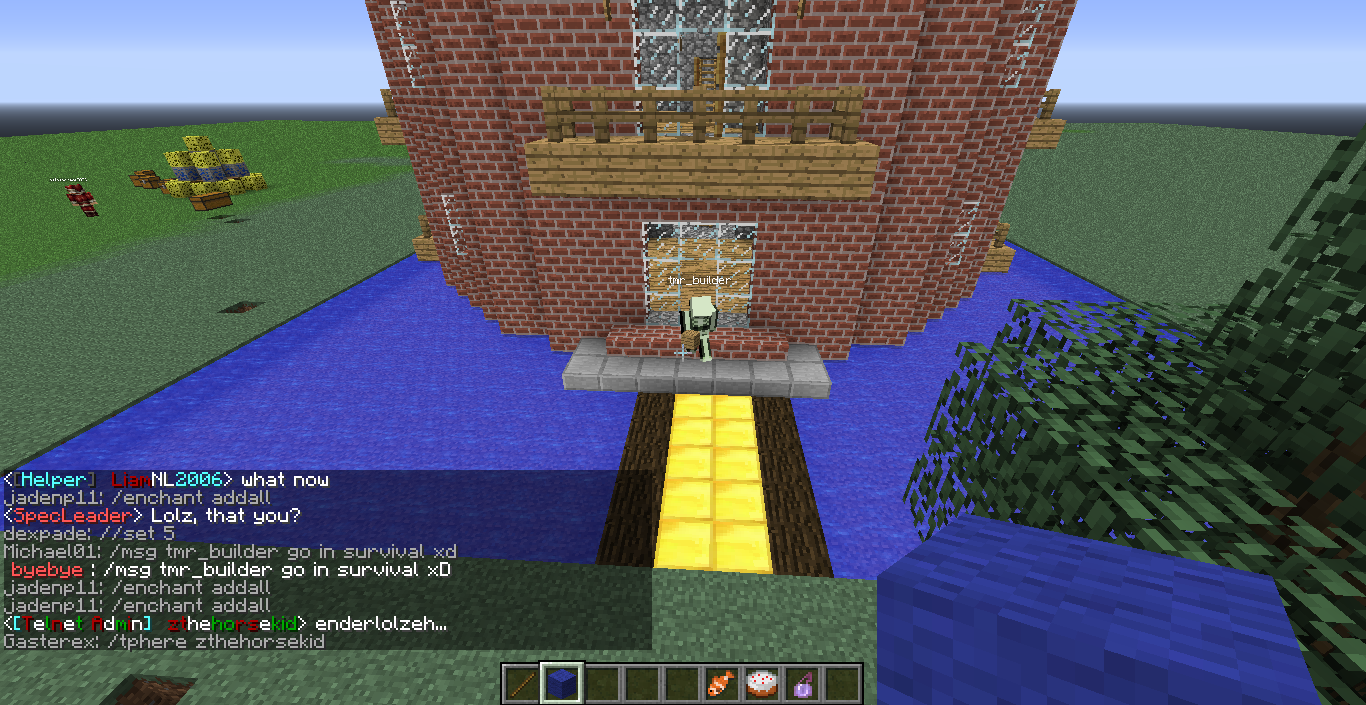 tmr_builder
<[Helper] LiamNL2006> what now
jadenp11: /enchant addall
<SpecLeader> Lolz, that you?
dexpade: //set 5
Michael01: /msg tmr_builder go in survival xd
byebye : /msg tmr_builder go in survival xD
jadenp11: /enchant addall
jadenp11: /enchant addall
<[Telnet Admin] zthehorsekid> enderlolzeh...
Gasterex: /tphere zthehorsekid